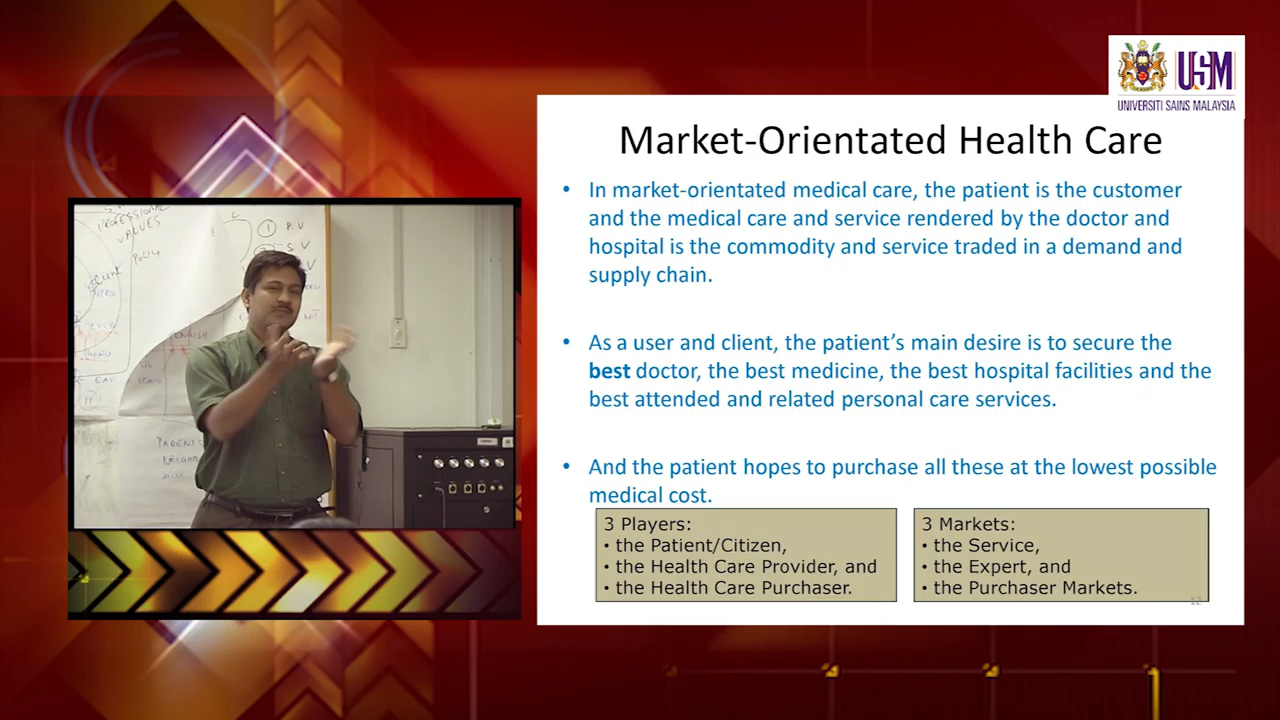 USM
UNIVERSITI SAINS MALAYSIA
Market-Orientated Health Care
• In market-orientated medical care, the patient is the customer
and the medical care and service rendered by the doctor and
hospital is the commodity and service traded in a demand and
supply chain.
• As a user and client, the patient’s main desire is to secure the
best doctor, the best medicine, the best hospital facilities and the
best attended and related personal care services.
• And the patient hopes to purchase all these at the lowest possible
medical cost.
3 Players:
• the Patient/Citizen,
• the Health Care Provider, and
• the Health Care Purchaser.
3 Markets:
• the Service,
• the Expert, and
• the Purchaser Markets.
12
VALUES
POLICY
1 P.V
S V
PARENTS